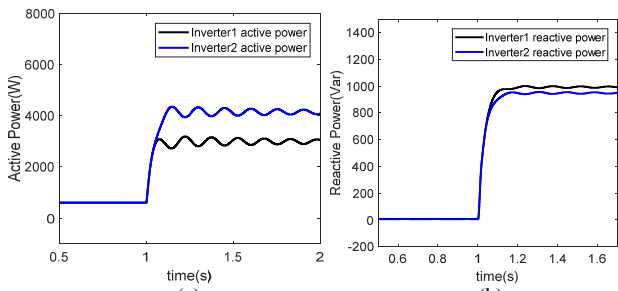 8000
6000
4000
2000
0
Active Power(W)
Inverter1 active power
Inverter2 active power
0.5 1 1.5 2
time(s)
1400
1200
1000
800
600
400
200
0
-200
Reactive Power(Var)
Inverter1 reactive power
Inverter2 reactive power
0.6 0.8 1 1.2 1.4 1.6
time(s)